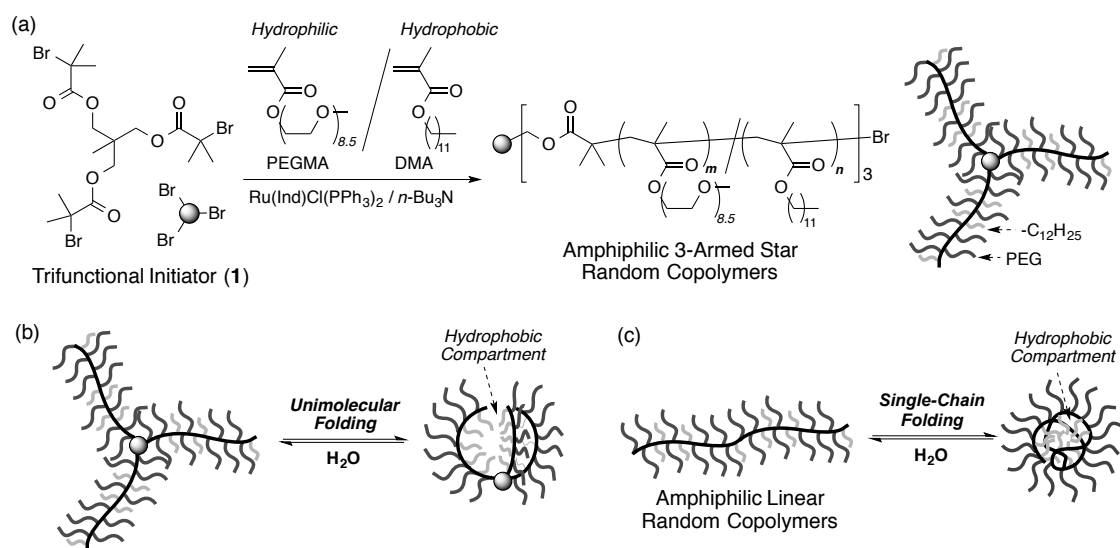 (a)
Hydrophilic
Hydrophobic
Br
O
O
O
O
Br
O
O
Br
Br
Br
Br
O
O
O
8.5
PEGMA
O
O
11
DMA
Ru(Ind)Cl(PPh3)2 / n-Bu3N
Trifunctional Initiator (1)
O
O
m
n
Br
3
O
O
O
O
O
8.5
11
Amphiphilic 3-Armed Star
Random Copolymers
-C12H25
PEG
(b)
Unimolecular
Folding
H2O
Hydrophobic
Compartment
(c)
Amphiphilic Linear
Random Copolymers
Single-Chain
Folding
H2O
Hydrophobic
Compartment